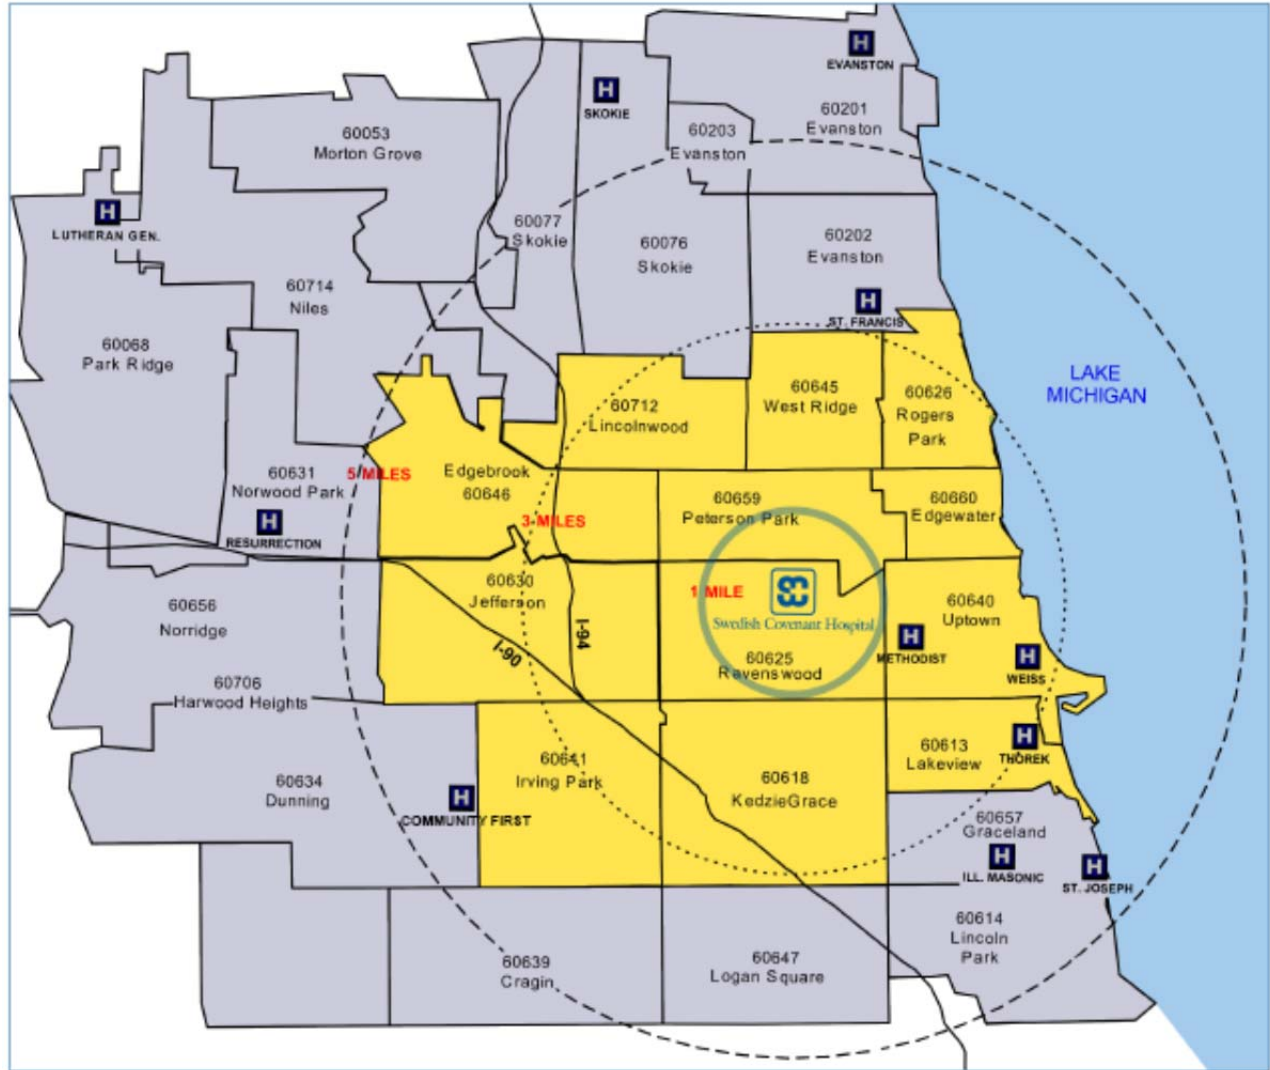 EVANSTON
SKOKIE
60201
Evanston
60203
Evanston
60053
Morton Grove
LUTHERAN GEN.
60077
Skokie
60076
Skokie
60202
Evanston
60714
Niles
ST. FRANCIS
60068
Park Ridge
LAKE
MICHIGAN
60712
Lincolnwood
60645
West Ridge
60626
Rogers
Park
60631
Norwood Park
5 MILES
Edgebrook
60646
3 MILES
60659
Peterson Park
60660
Edgewater
RESURRECTION
60630
Jefferson
1 MILE
Swedish Covenant Hospital
60640
Uptown
60656
Norridge
I-94
I-90
60625
Ravenswood
METHODIST
WEISS
60706
Harwood Heights
60641
Irving Park
60613
Lakeview
THOREK
60634
Dunning
60618
KedzieGrace
COMMUNITY FIRST
60657
Graceland
ILL. MASONIC
ST. JOSEPH
60614
Lincoln
Park
60639
Cragin
60647
Logan Square